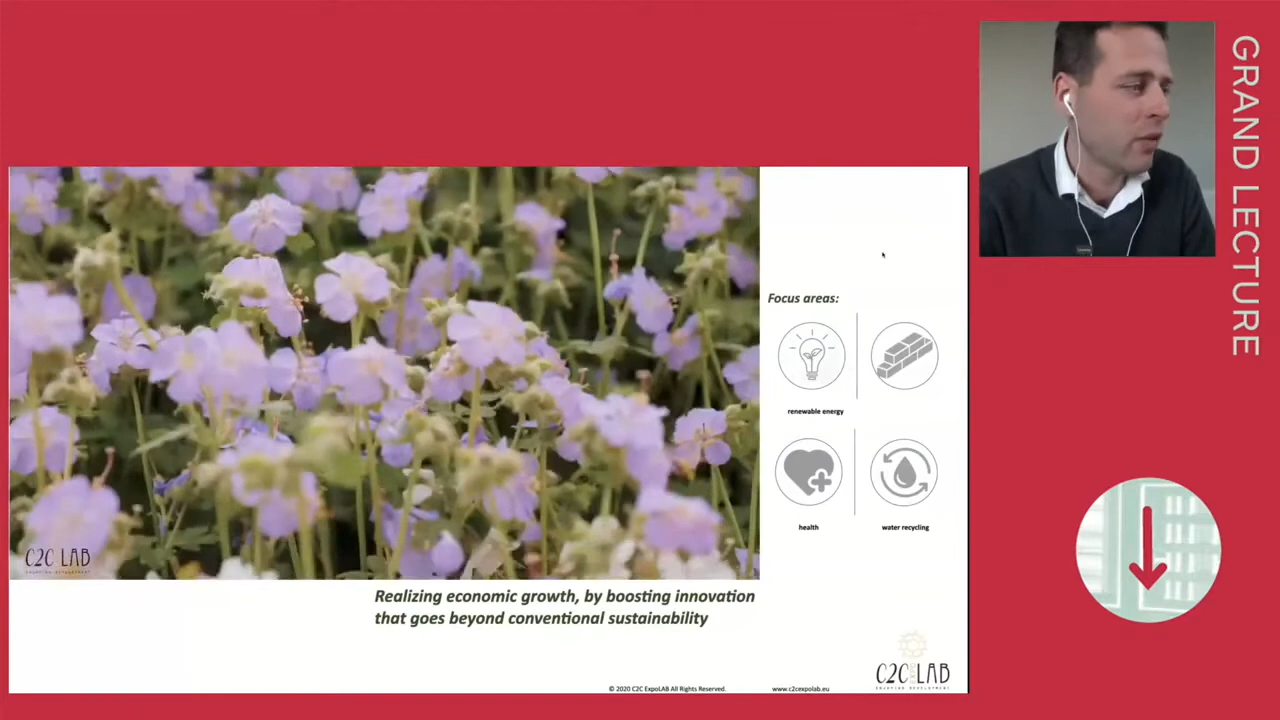 GRAND LECTURE
Focus areas:
renewable energy
health
water recycling
C2C LAB
Realizing economic growth, by boosting innovation
that goes beyond conventional sustainability
C2C LAB
EXPO
© 2020 C2C ExpoLAB All Rights Reserved.
www.c2cexpolab.eu